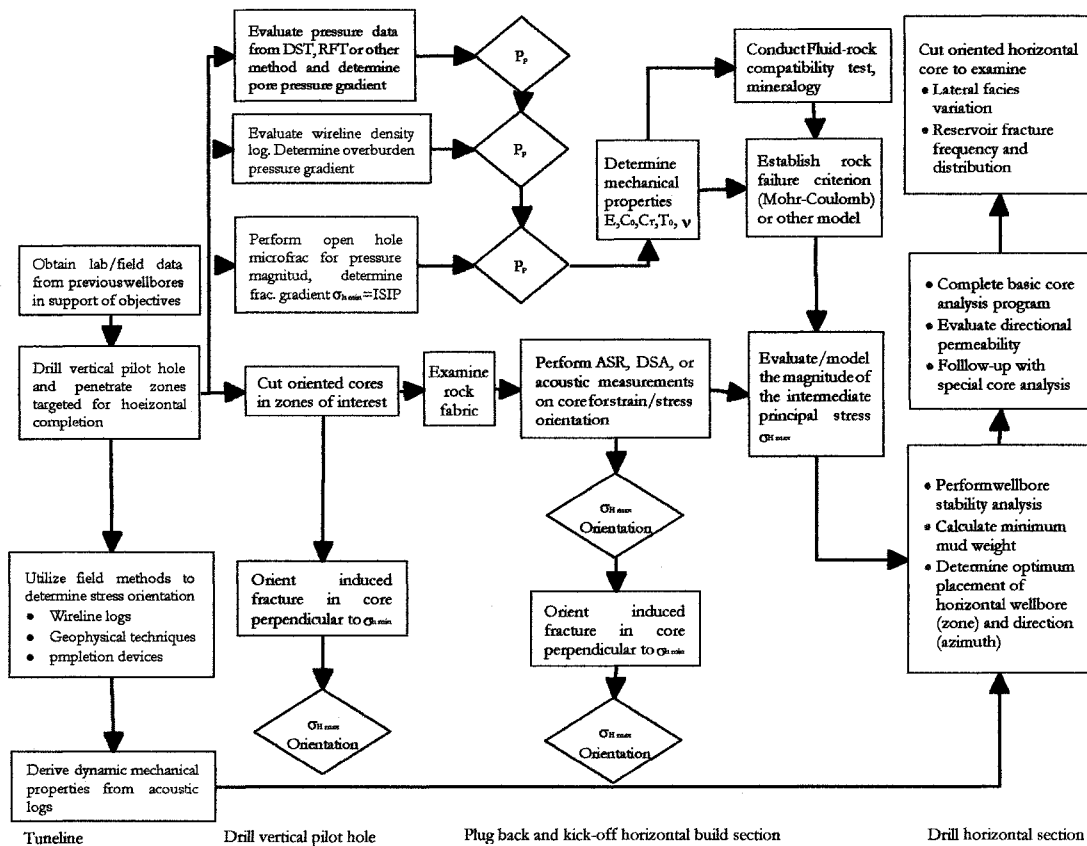 Evaluate pressure data
from DST, RFT or other
method and determine
pore pressure gradient
Pp
Evaluate wireline density
log. Determine overburden
pressure gradient
Pp
Perform open hole
microfrac for pressure
magnitud, determine
frac. gradient σh min=ISIP
Pp
Conduct Fluid-rock
compatibility test,
mineralogy
Determine
mechanical
properties
E,C0,Cr,T0, ν
Establish rock
failure criterion
(Mohr-Coulomb)
or other model
Cut oriented horizontal
core to examine
• Lateral facies
variation
• Reservoir fracture
frequency and
distribution
Obtain lab/field data
from previous wellbores
in support of objectives
Drill vertical pilot hole
and penetrate zones
targeted for hoeizontal
completion
Cut oriented cores
in zones of interest
Examine
rock
fabric
Perform ASR, DSA, or
acoustic measurements
on core for strain/stress
orientation
Evaluate/model
the magnitude of
the intermediate
principal stress
σH max
• Complete basic core
analysis program
• Evaluate directional
permeability
• Folllow-up with
special core analysis
σH max
Orientation
Utilize field methods to
determine stress orientation
• Wireline logs
• Geophysical techniques
• pmpletion devices
Orient induced
fracture in core
perpendicular to σh min
Orient induced
fracture in core
perpendicular to σh min
• Perform wellbore
stability analysis
• Calculate minimum
mud weight
• Determine optimum
placement of
horizontal wellbore
(zone) and direction
(azimuth)
σH max
Orientation
σH max
Orientation
Derive dynamic mechanical
properties from acoustic
logs
Tuneline
Drill vertical pilot hole
Plug back and kick-off horizontal build section
Drill horizontal section